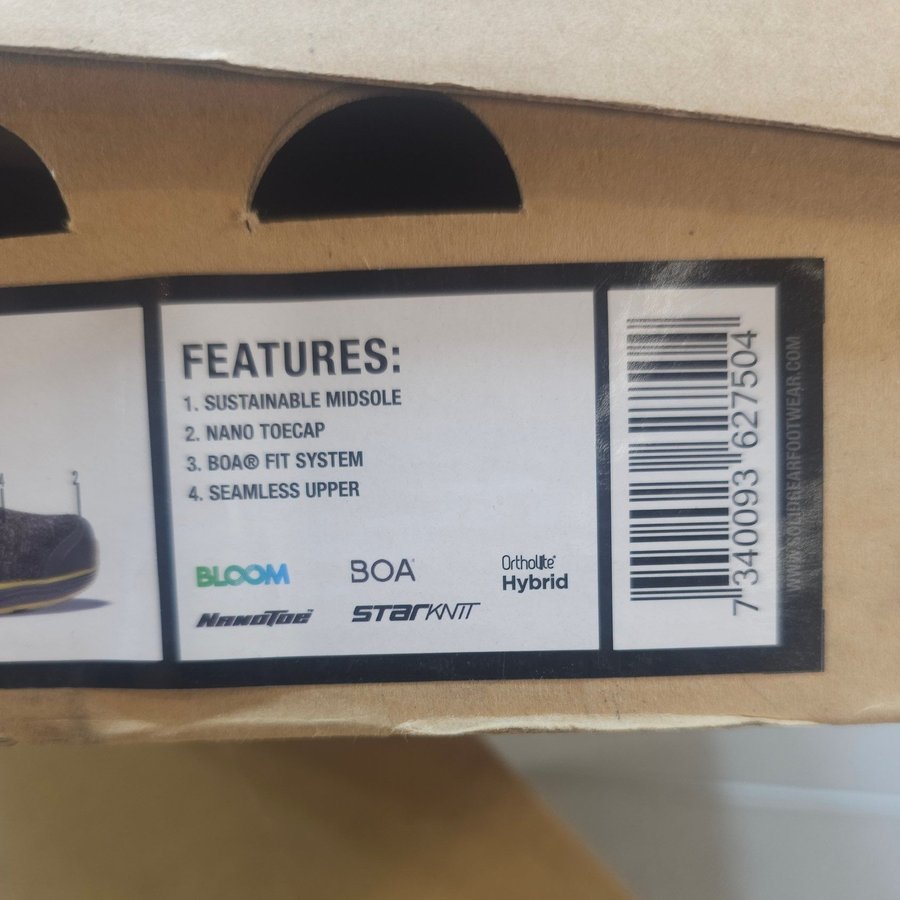 FEATURES:
1. SUSTAINABLE MIDSOLE
2. NANO TOECAP
3. BOA® FIT SYSTEM
4. SEAMLESS UPPER
BLOOM
BOA
Ortholite®
Hybrid
NANOTOE
STARKNIT
2
7 340093 627504
WWW.SOLIDGEARFOOTWEAR.COM